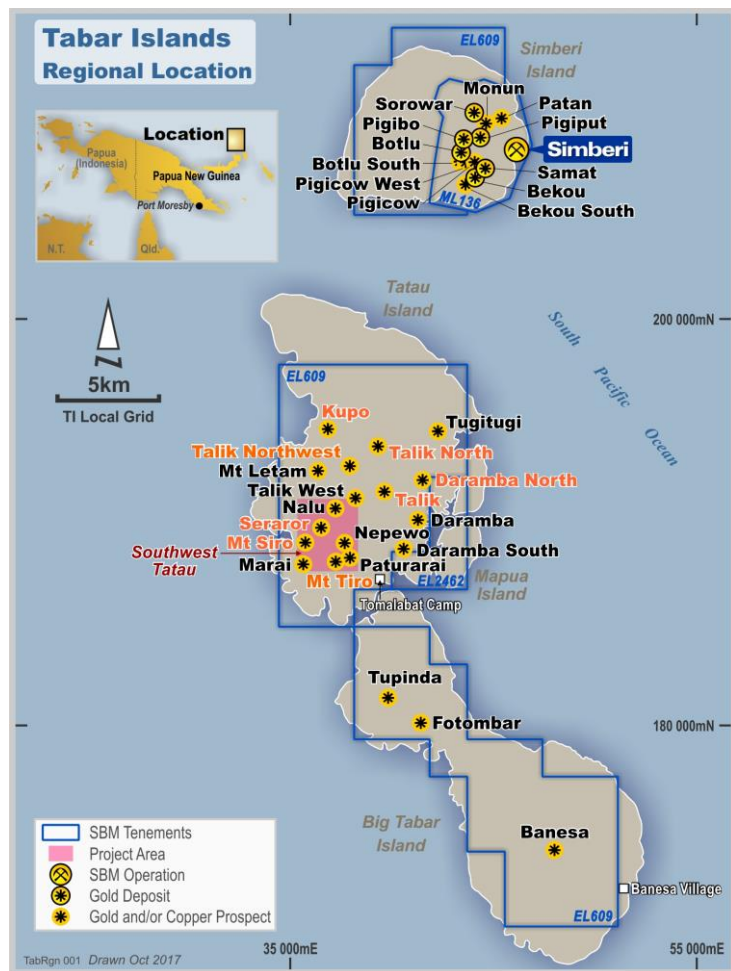 Tabar Islands
Regional Location
Location
Papua
(Indonesia)
Papua New Guinea
Port Moresby
N.T.
Qld.
EL609
Simberi
Island
Monun
Sorowar
Patan
Pigibo
Pigiput
Botlu
Simberi
Botlu South
Samat
Pigicow West
Bekou
Pigicow
ML136
Bekou South
Tatau
Island
200 000mN
South Pacific Ocean
N
5km
TI Local Grid
EL609
Kupo
Tugitugi
Talik Northwest
Talik North
Mt Letam
Daramba North
Talik West
Talik
Nalu
Seraror
Daramba
Mt Siro
Nepewo
Daramba South
Southwest
Tatau
Marai
Paturarai
Mt Tiro
EL2462
Mapua
Island
Tomalabat Camp
Tupinda
Fotombar
180 000mN
Big Tabar
Island
Banesa
Banesa Village
EL609
SBM Tenements
Project Area
SBM Operation
Gold Deposit
Gold and/or Copper Prospect
TabRgn 001 Drawn Oct 2017
35 000mE
55 000mE